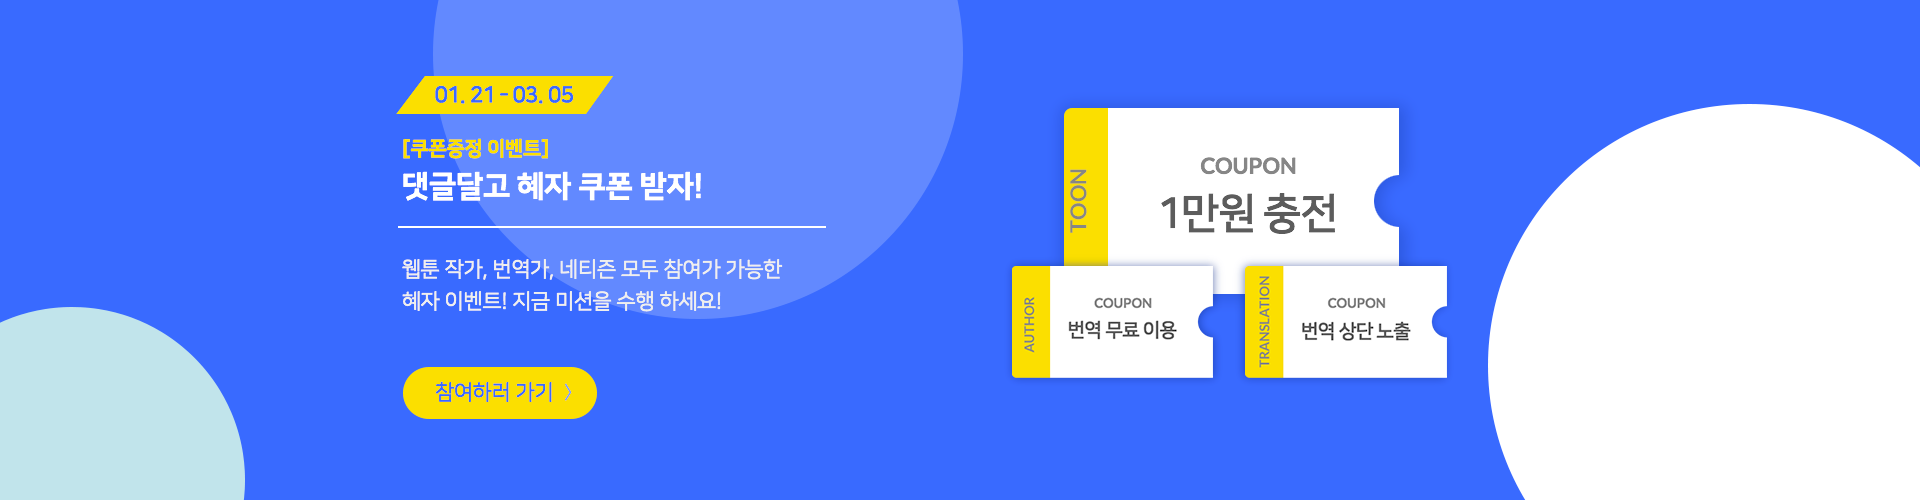 01. 21 - 03. 05
[쿠폰증정 이벤트]
댓글달고 혜자 쿠폰 받자!
웹툰 작가, 번역가, 네티즌 모두 참여가 가능한
혜자 이벤트! 지금 미션을 수행 하세요!
참여하러 가기 〉
TOON
COUPON
1만원 충전
AUTHOR
COUPON
번역 무료 이용
TRANSLATION
COUPON
번역 상단 노출